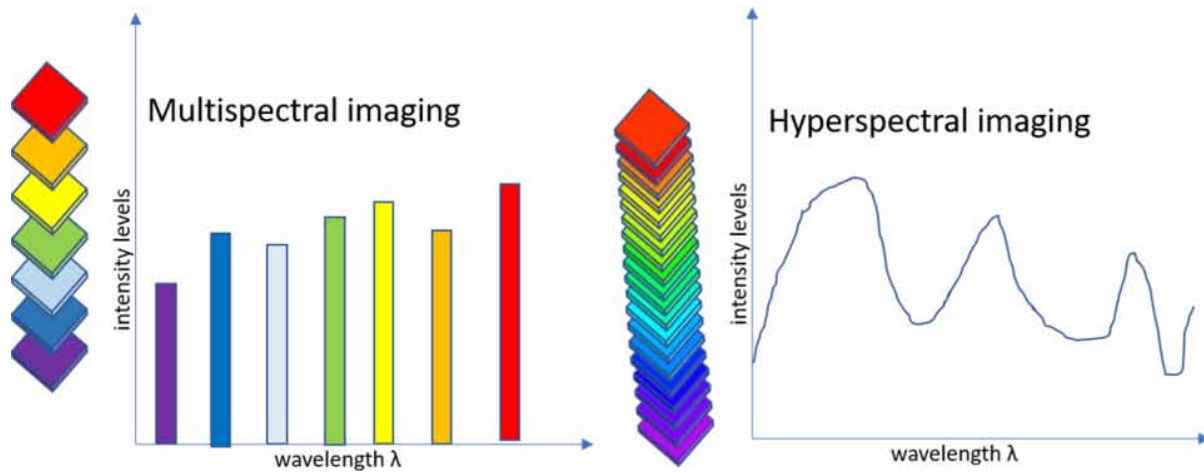 Multispectral imaging
intensity levels
wavelength λ
Hyperspectral imaging
intensity levels
wavelength λ